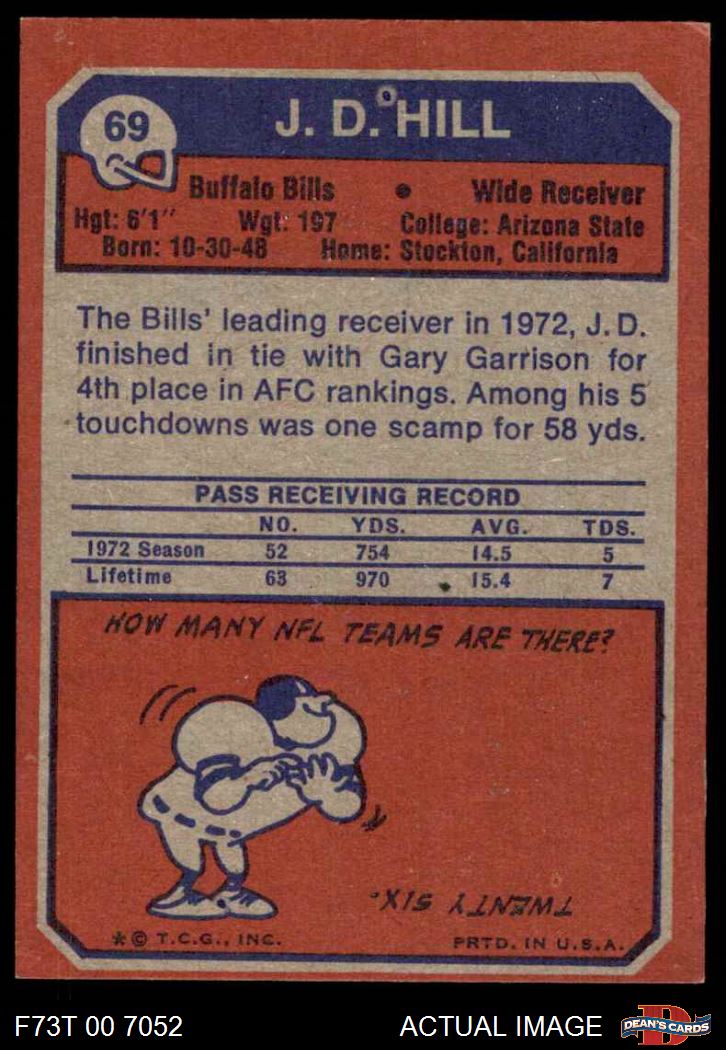 69
J. D. HILL
Buffalo Bills • Wide Receiver
Hgt: 6'1" Wgt: 197 College: Arizona State
Born: 10-30-48 Home: Stockton, California
The Bills' leading receiver in 1972, J. D.
finished in tie with Gary Garrison for
4th place in AFC rankings. Among his 5
touchdowns was one scamp for 58 yds.
PASS RECEIVING RECORD
NO. YDS. AVG. TDS.
1972 Season 52 754 14.5 5
Lifetime 63 970 15.4 7
HOW MANY NFL TEAMS ARE THERE?
TWENTY SIX.
* © T.C.G., INC. PRTD. IN U.S.A.
F73T 00 7052 ACTUAL IMAGE
D
DEAN'S CARDS